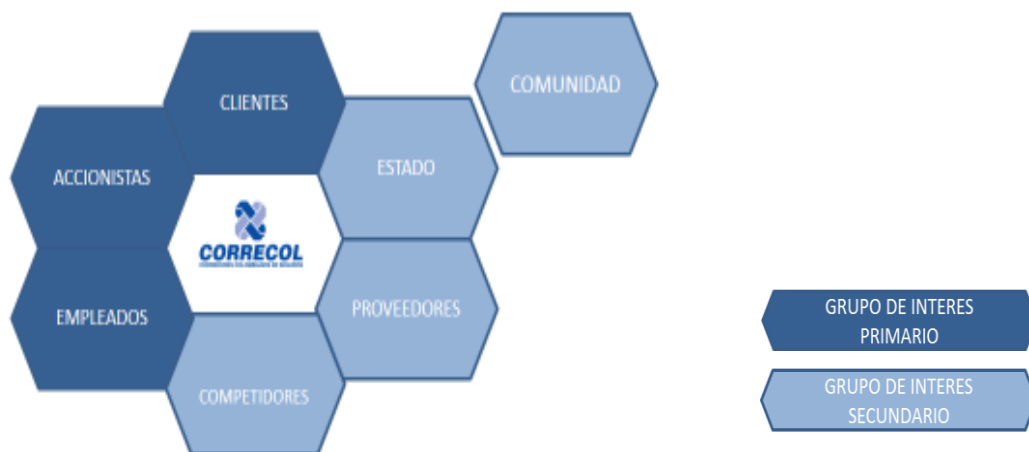 COMUNIDAD
CLIENTES
ACCIONISTAS
ESTADO
CORRECOL
EMPLEADOS
PROVEEDORES
COMPETIDORES
GRUPO DE INTERES
PRIMARIO
GRUPO DE INTERES
SECUNDARIO